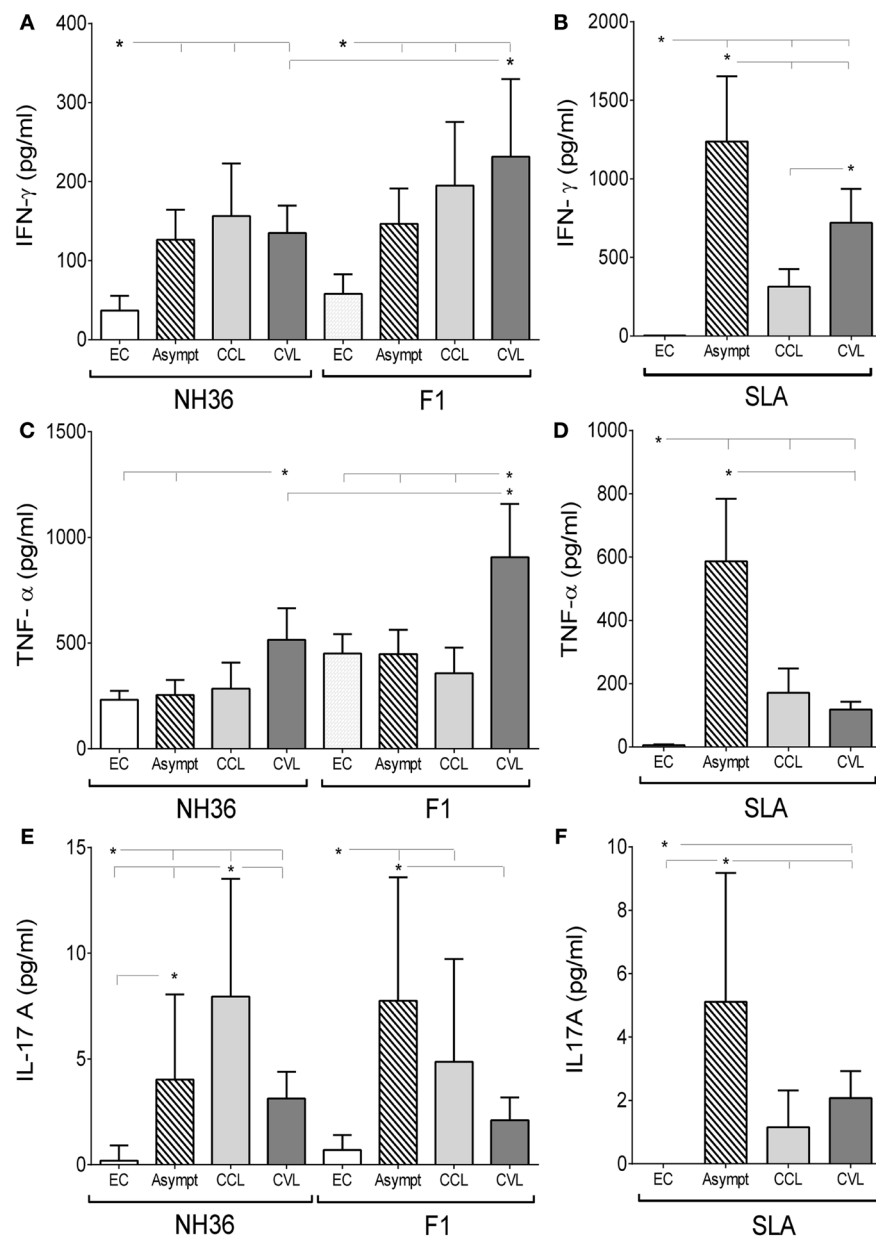 A
IFN-γ (pg/ml)
400
300
200
100
0
* * *
EC Asympt CCL CVL EC Asympt CCL CVL
NH36 F1
B
IFN- γ (pg/ml)
2000
1500
1000
500
0
*
*
*
EC Asympt CCL CVL
SLA
C
TNF- α (pg/ml)
1500
1000
500
0
* *
*
EC Asympt CCL CVL EC Asympt CCL CVL
NH36 F1
D
TNF-α (pg/ml)
1000
800
600
400
200
0
*
*
EC Asympt CCL CVL
SLA
E
IL-17 A (pg/ml)
15
10
5
0
* *
* *
*
EC Asympt CCL CVL EC Asympt CCL CVL
NH36 F1
F
IL17A (pg/ml)
10
8
6
4
2
0
*
*
EC Asympt CCL CVL
SLA